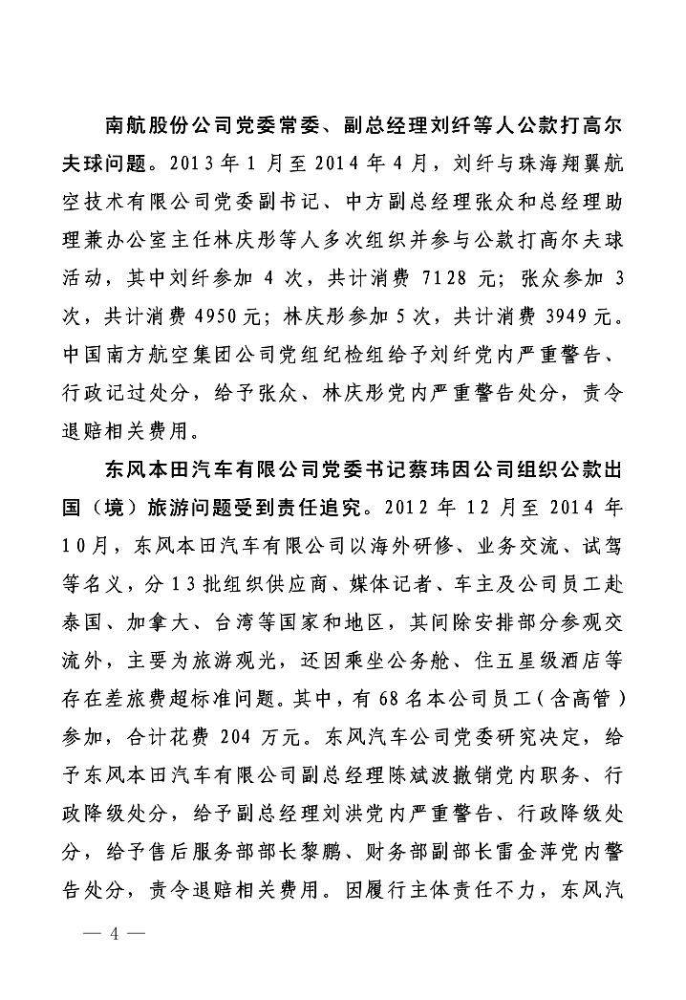 南航股份公司党委常委、副总经理刘纤等人公款打高尔
夫球问题。2013年1月至2014年4月，刘纤与珠海翔翼航
空技术有限公司党委副书记、中方副总经理张众和总经理助
理兼办公室主任林庆彤等人多次组织并参与公款打高尔夫球
活动，其中刘纤参加 4 次，共计消费 7128 元；张众参加 3
次，共计消费4950元；林庆彤参加5次，共计消费3949元。
中国南方航空集团公司党组纪检组给予刘纤党内严重警告、
行政记过处分，给予张众、林庆彤党内严重警告处分，责令
退赔相关费用。
东风本田汽车有限公司党委书记蔡玮因公司组织公款出
国（境）旅游问题受到责任追究。2012 年 12 月至 2014 年
10月，东风本田汽车有限公司以海外研修、业务交流、试驾
等名义，分13批组织供应商、媒体记者、车主及公司员工赴
泰国、加拿大、台湾等国家和地区，其间除安排部分参观交
流外，主要为旅游观光，还因乘坐公务舱、住五星级酒店等
存在差旅费超标准问题。其中，有68名本公司员工（含高管）
参加，合计花费 204 万元。东风汽车公司党委研究决定，给
予东风本田汽车有限公司副总经理陈斌波撤销党内职务、行
政降级处分，给予副总经理刘洪党内严重警告、行政降级处
分，给予售后服务部部长黎鹏、财务部副部长雷金萍党内警
告处分，责令退赔相关费用。因履行主体责任不力，东风汽
— 4 —